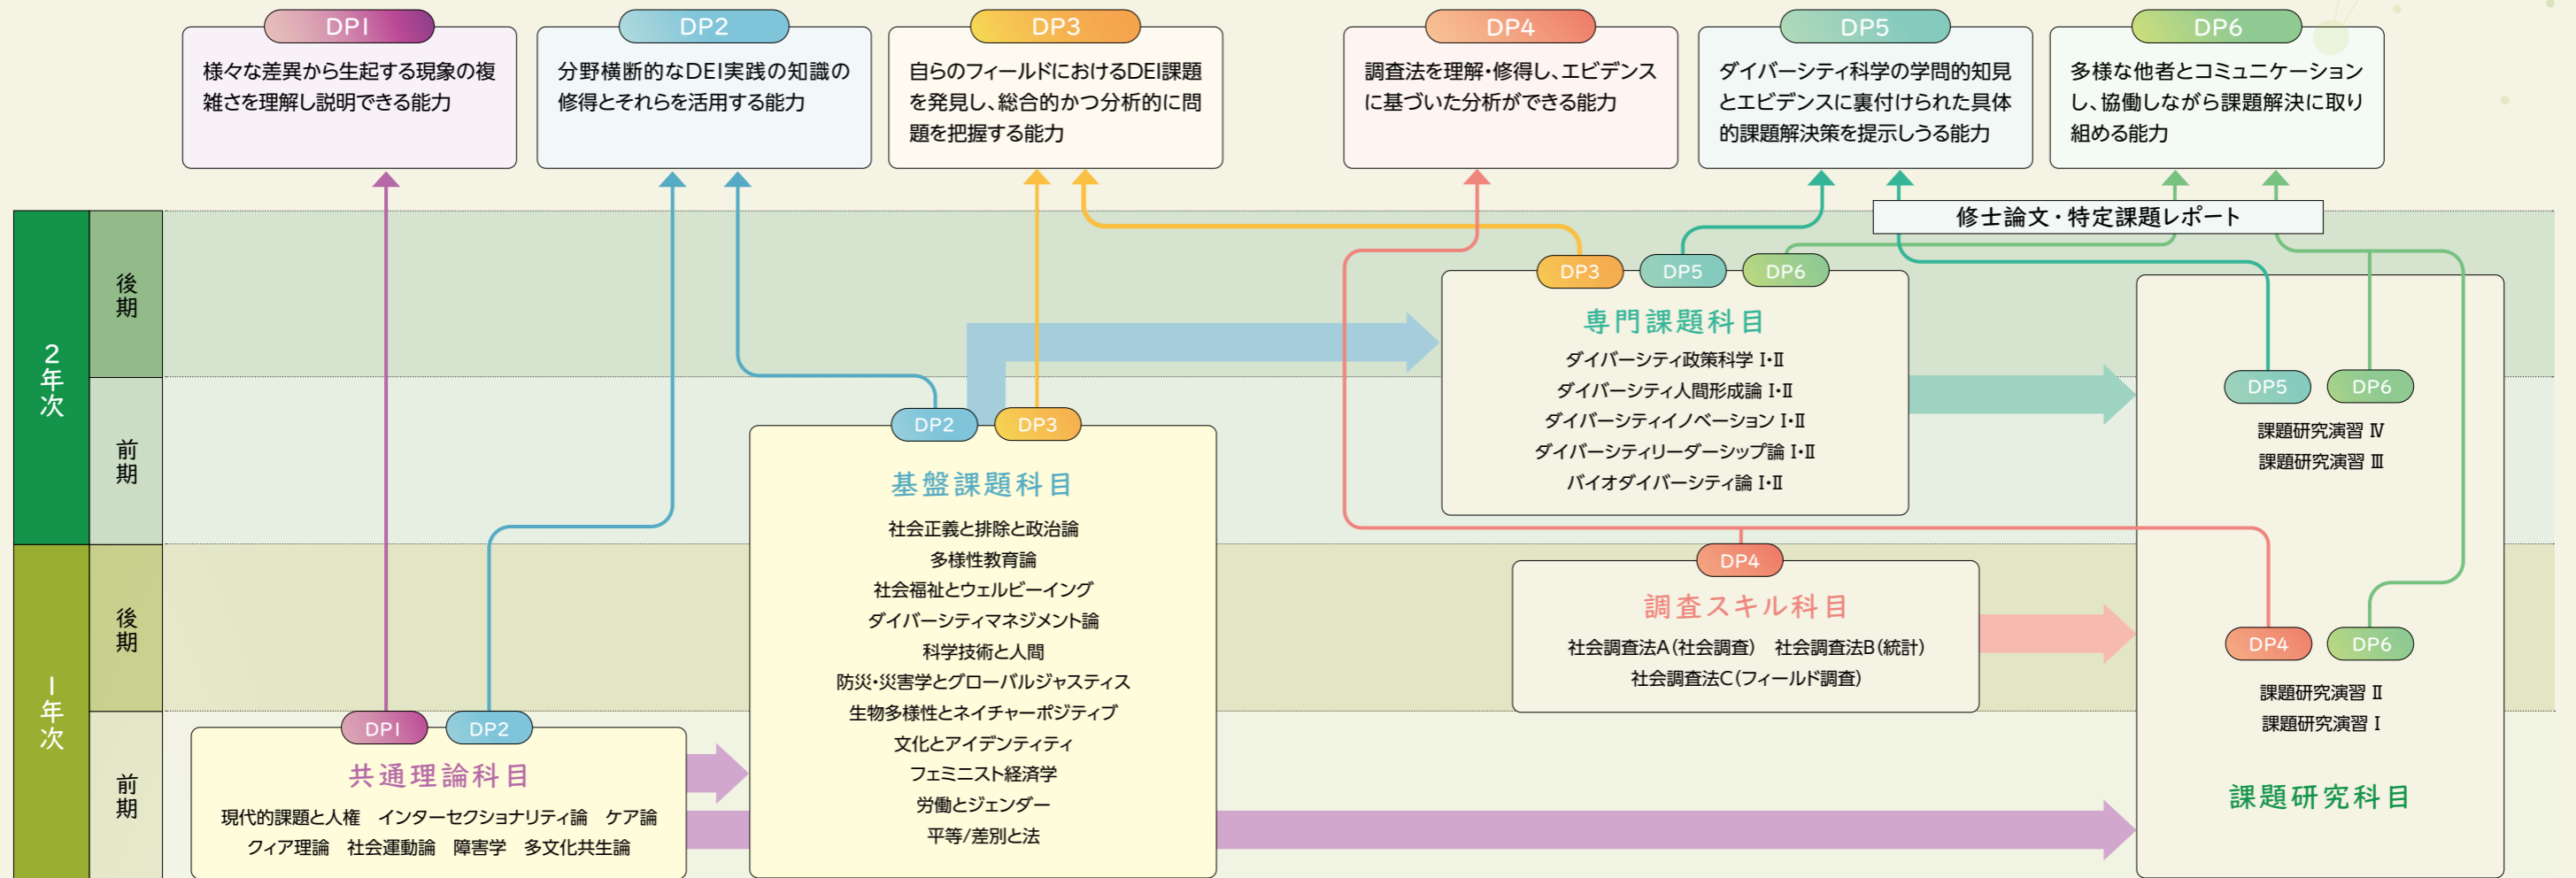 DP1
様々な差異から生起する現象の複
雑さを理解し説明できる能力
DP2
分野横断的なDEI実践の知識の
修得とそれらを活用する能力
DP3
自らのフィールドにおけるDEI課題
を発見し、総合的かつ分析的に問
題を把握する能力
DP4
調査法を理解・修得し、エビデンス
に基づいた分析ができる能力
DP5
ダイバーシティ科学の学問的知見
とエビデンスに裏付けられた具体
的課題解決策を提示しうる能力
DP6
多様な他者とコミュニケーション
し、協働しながら課題解決に取り
組める能力
修士論文・特定課題レポート
2年次
後期
前期
1年次
後期
前期
DP1 DP2
共通理論科目
現代的課題と人権 インターセクショナリティ論 ケア論
クィア理論 社会運動論 障害学 多文化共生論
DP2 DP3
基盤課題科目
社会正義と排除と政治論
多様性教育論
社会福祉とウェルビーイング
ダイバーシティマネジメント論
科学技術と人間
防災・災害学とグローバルジャスティス
生物多様性とネイチャーポジティブ
文化とアイデンティティ
フェミニスト経済学
労働とジェンダー
平等/差別と法
DP3 DP5 DP6
専門課題科目
ダイバーシティ政策科学 Ⅰ・Ⅱ
ダイバーシティ人間形成論 Ⅰ・Ⅱ
ダイバーシティイノベーション Ⅰ・Ⅱ
ダイバーシティリーダーシップ論 Ⅰ・Ⅱ
バイオダイバーシティ論 Ⅰ・Ⅱ
DP4
調査スキル科目
社会調査法A(社会調査) 社会調査法B(統計)
社会調査法C(フィールド調査)
DP5 DP6
課題研究演習 Ⅳ
課題研究演習 Ⅲ
DP4 DP6
課題研究演習 Ⅱ
課題研究演習 Ⅰ
課題研究科目